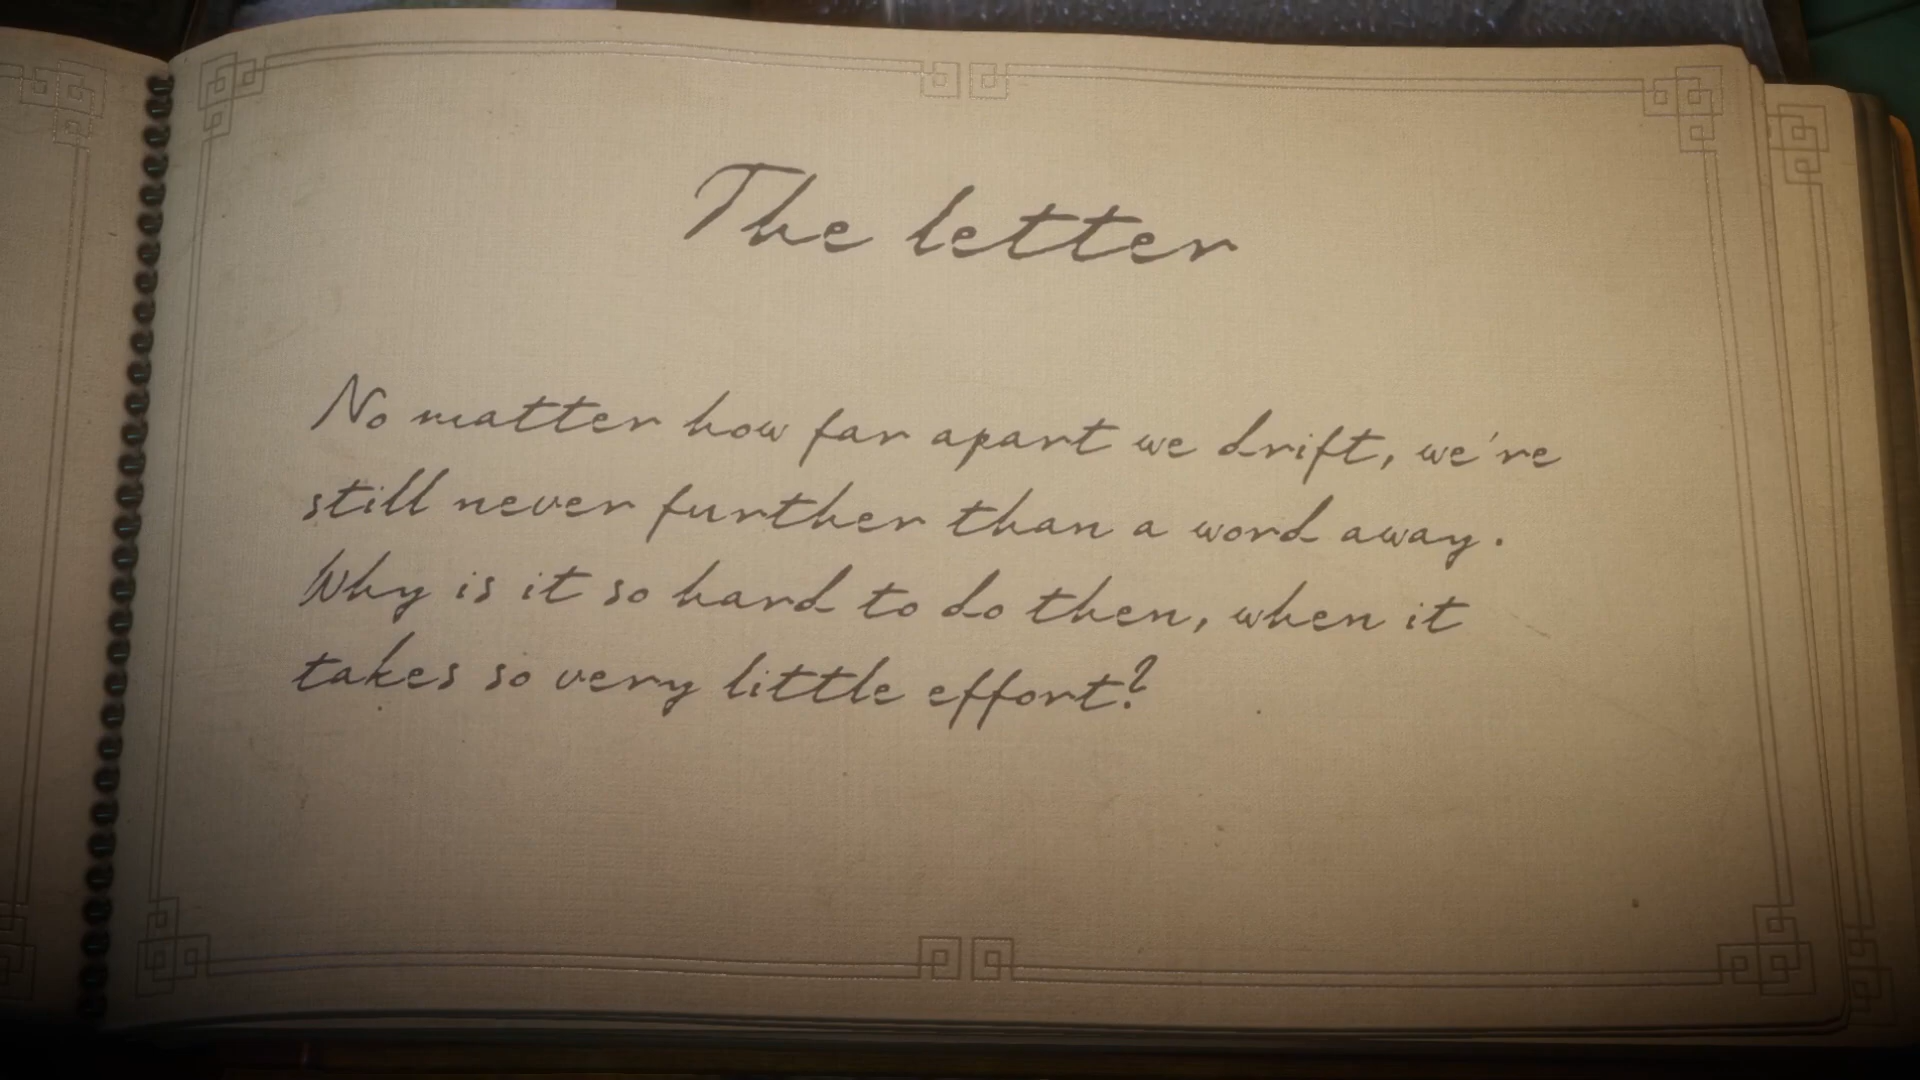 The letter
No matter how far apart we drift, we're
still never further than a word away.
Why is it so hard to do then, when it
takes so very little effort?